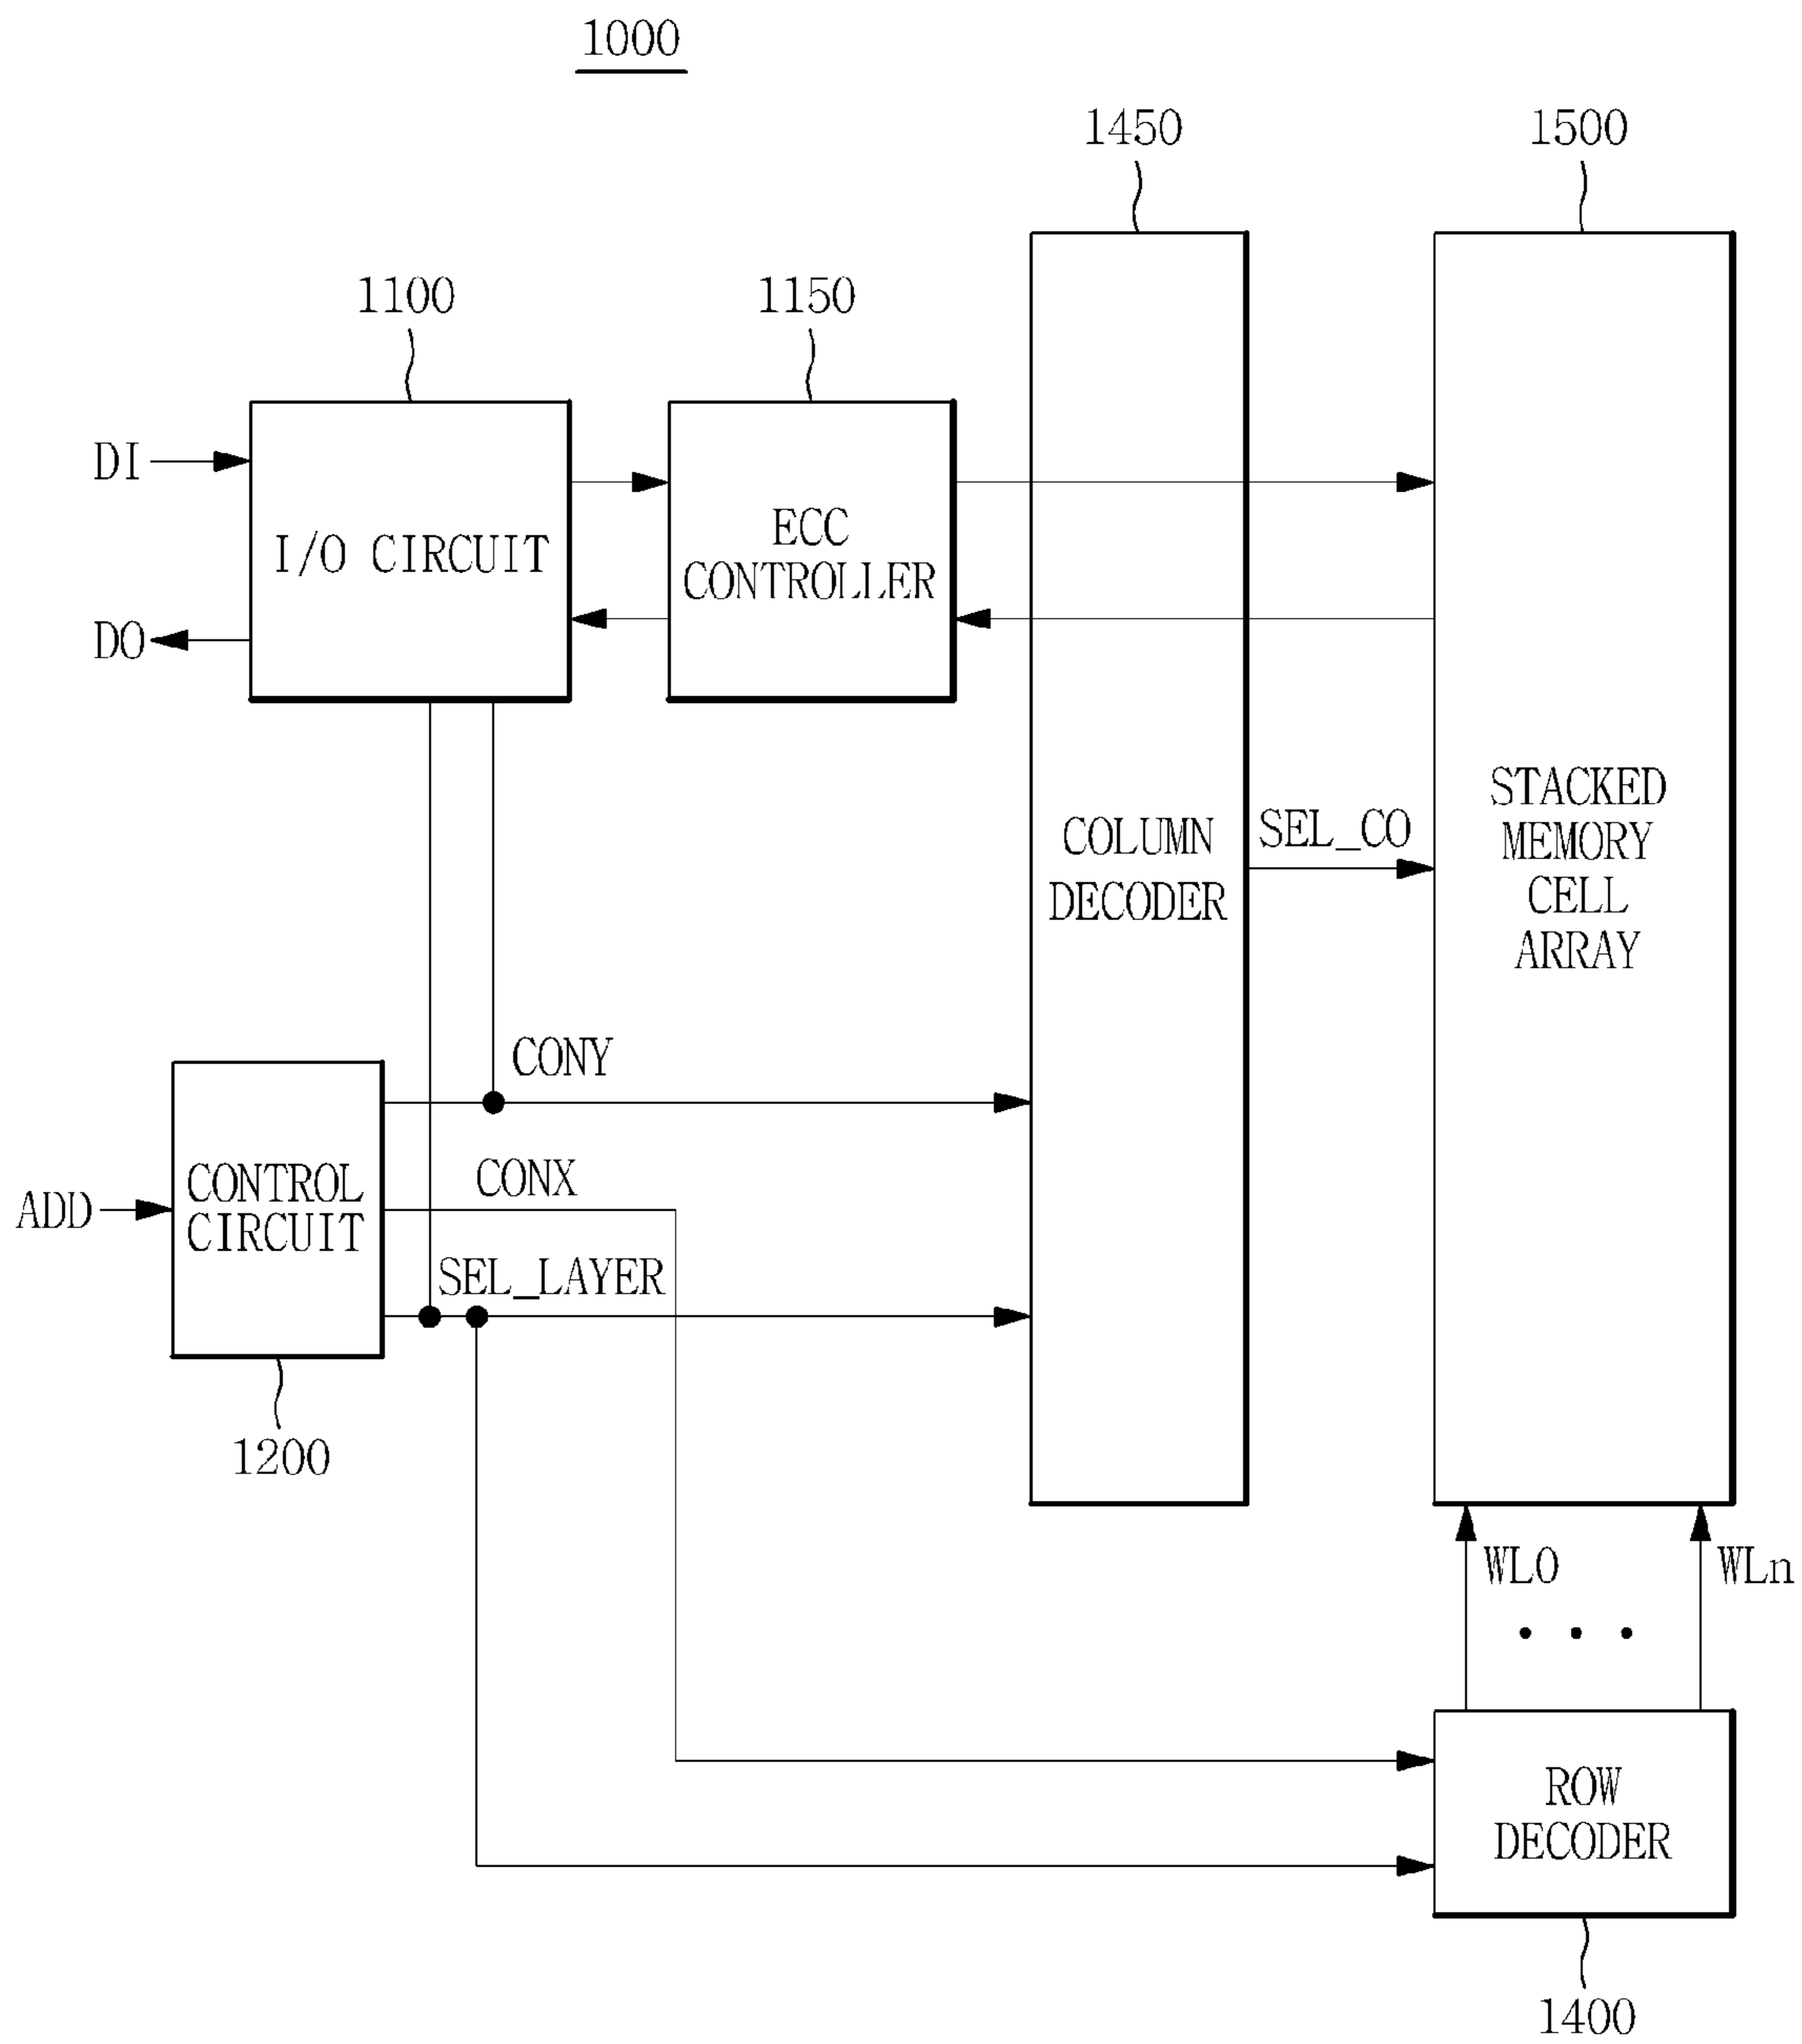 1000
1450
1500
1100
1150
DI
DO
I/O CIRCUIT
ECC
CONTROLLER
COLUMN
DECODER
SEL_CO
STACKED
MEMORY
CELL
ARRAY
CONY
CONX
SEL_LAYER
ADD
CONTROL
CIRCUIT
1200
WL0
WLn
. . .
ROW
DECODER
1400